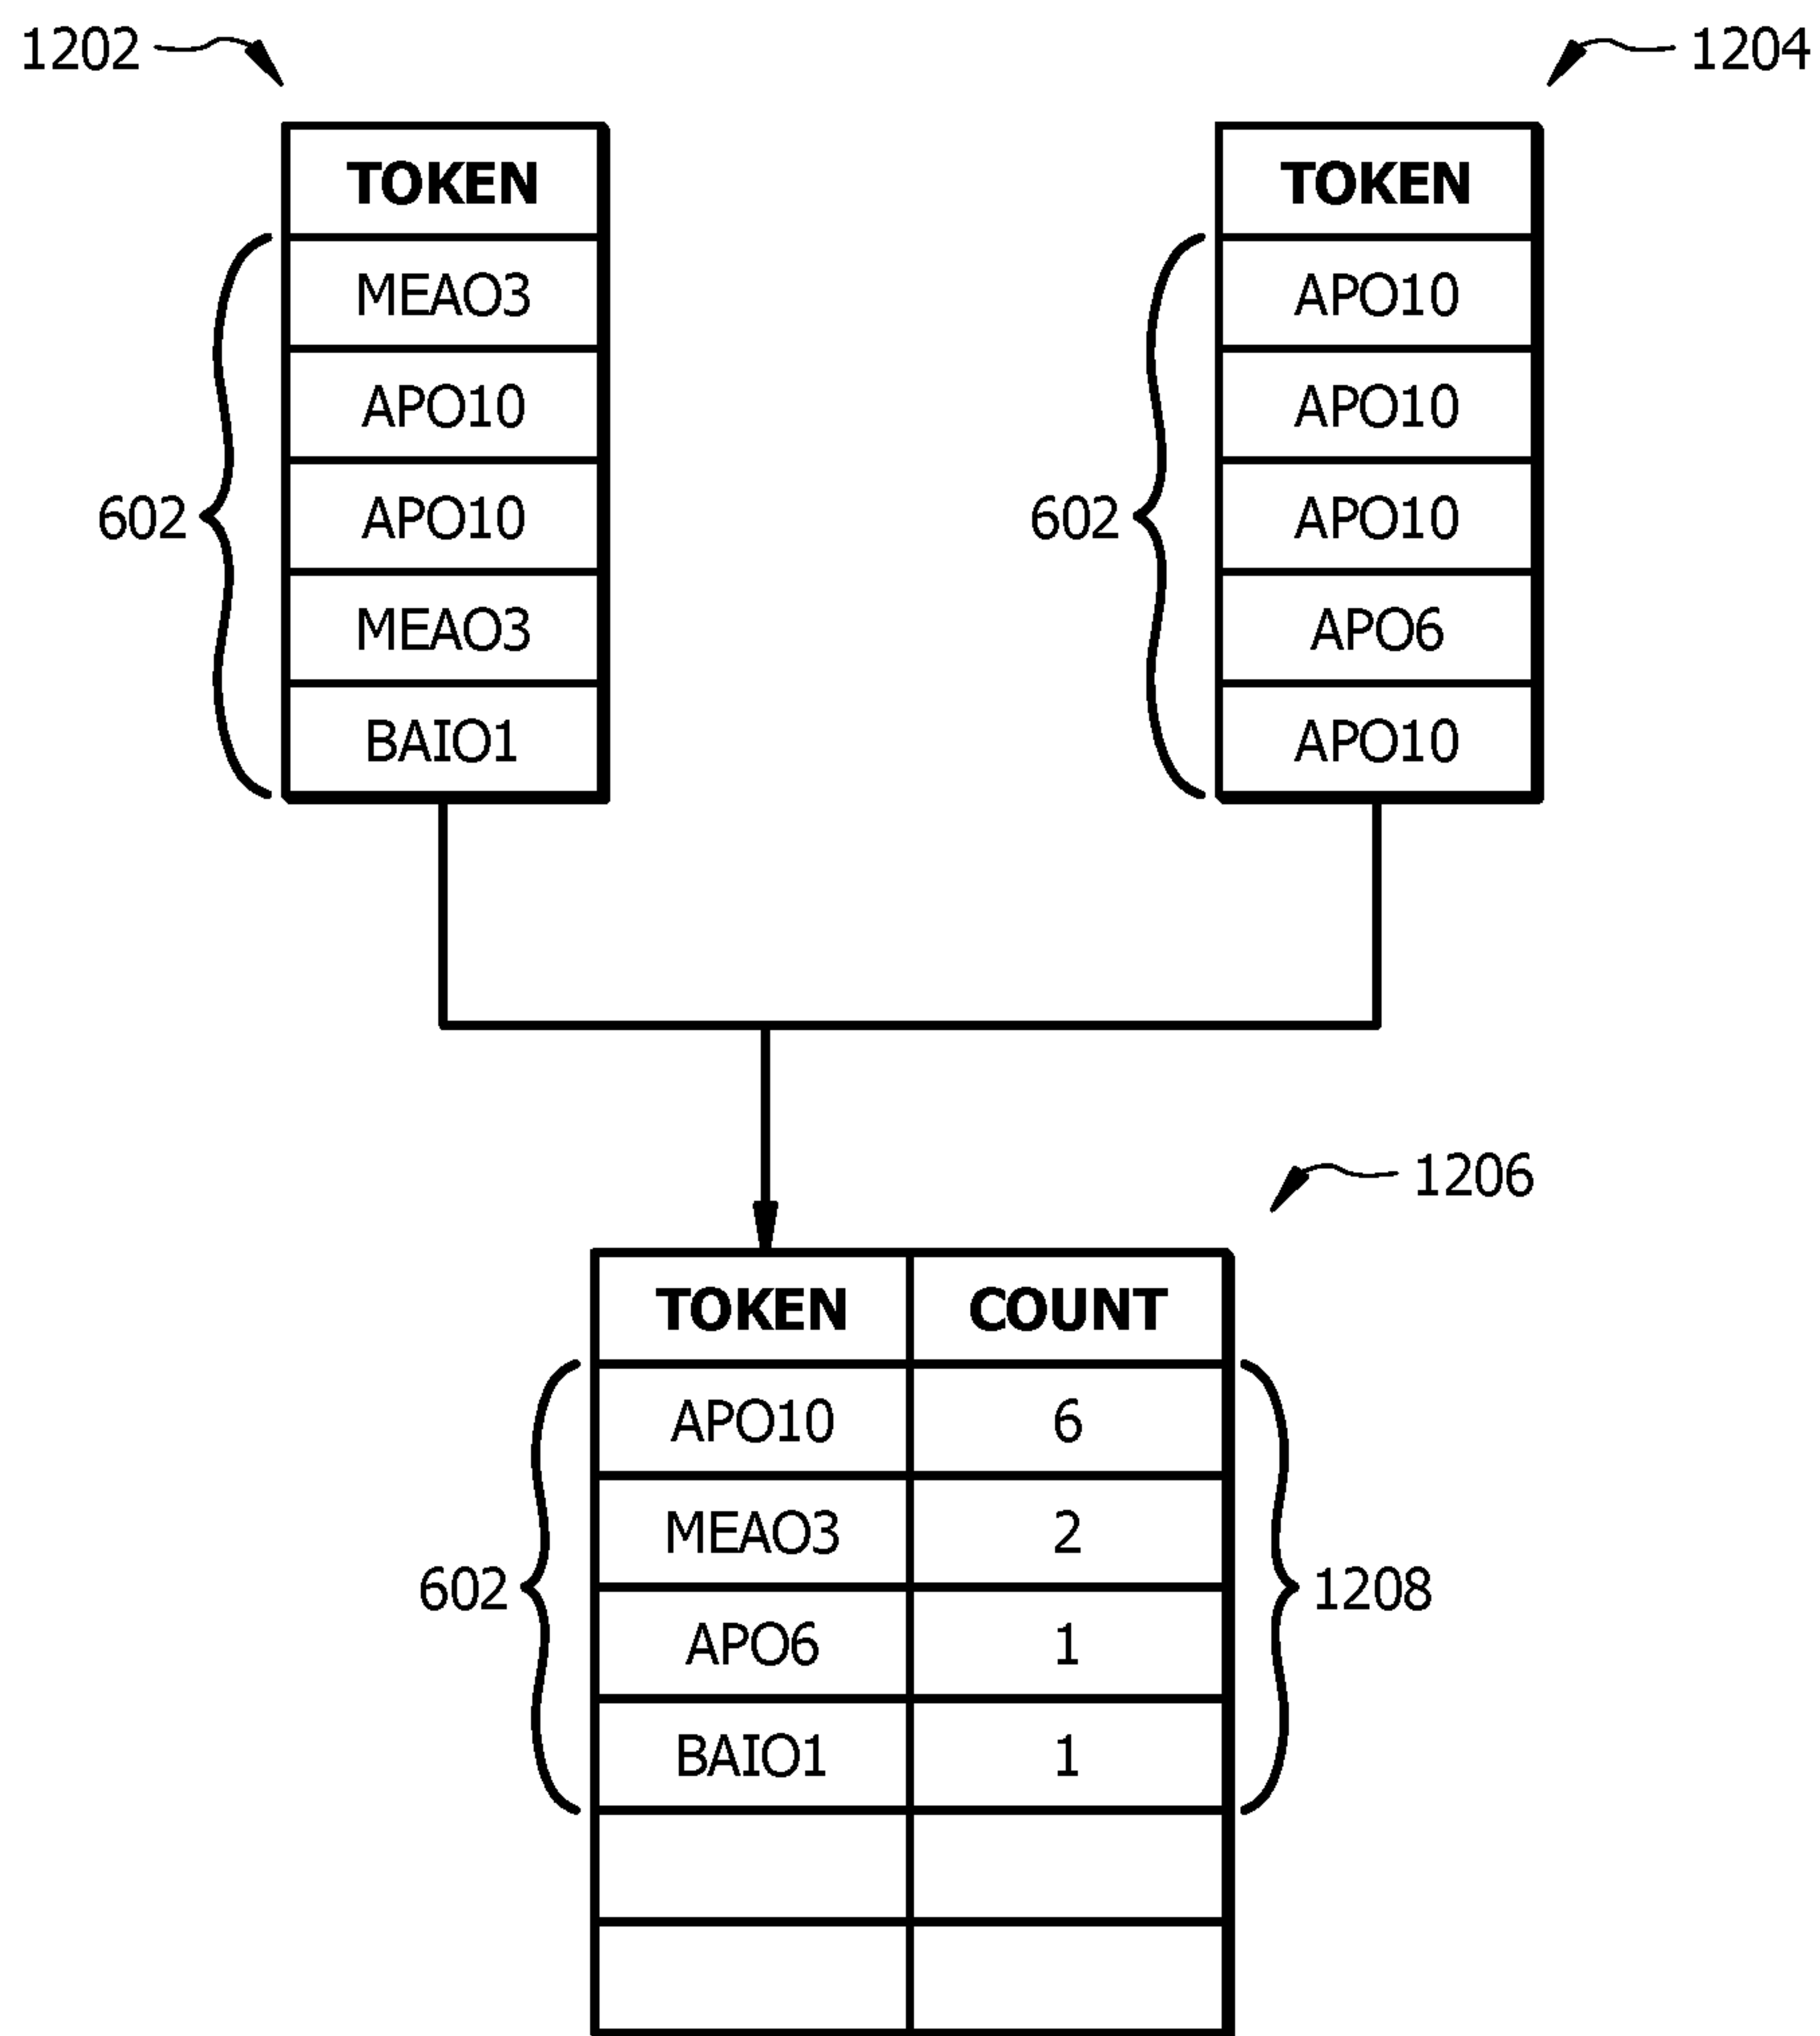 1202
1204
TOKEN
TOKEN
MEAO3
APO10
APO10
APO10
602
APO10
602
APO10
MEAO3
APO6
BAIO1
APO10
1206
TOKEN COUNT
APO10 6
MEAO3 2
602
1208
APO6 1
BAIO1 1